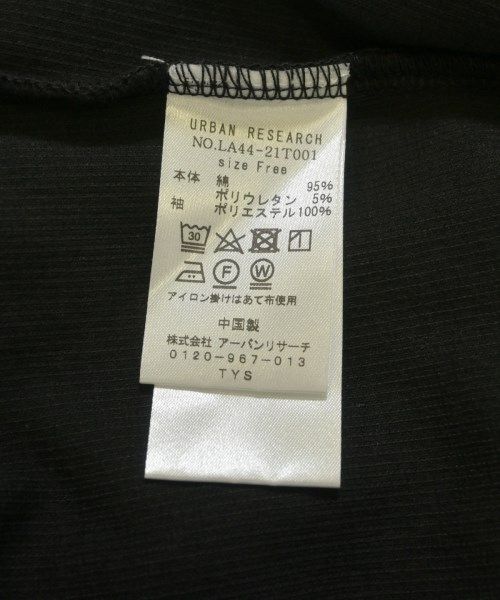 URBAN RESEARCH
NO.LA44-21T001
size Free
本体 綿 95%
ポリウレタン 5%
袖 ポリエステル100%
30
F W
アイロン掛けはあて布使用
中国製
株式会社 アーバンリサーチ
0120-967-013
TYS